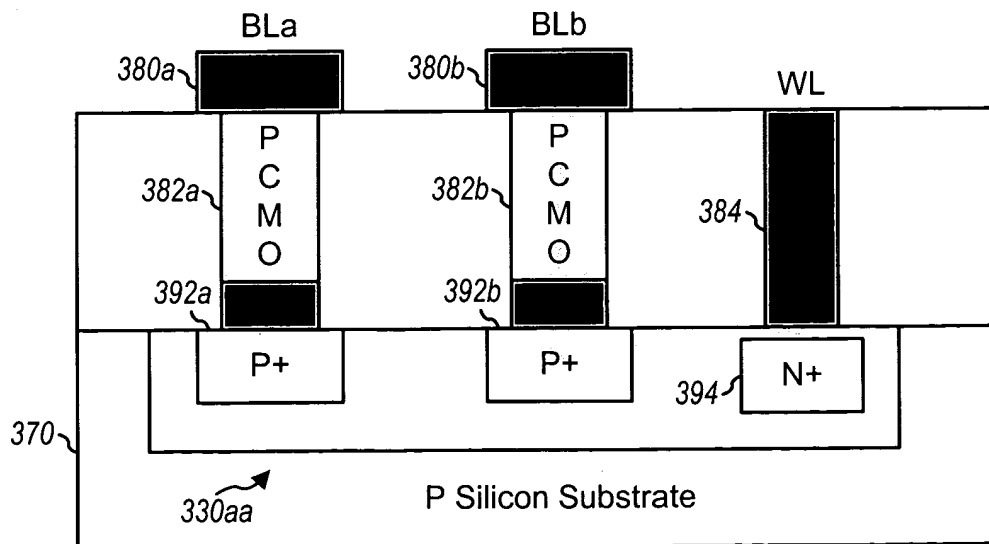 BLa
BLb
380a
380b
WL
P
C
M
O
P
C
M
O
382a
382b
384
392a
392b
P+
P+
N+
394
370
330aa
P Silicon Substrate